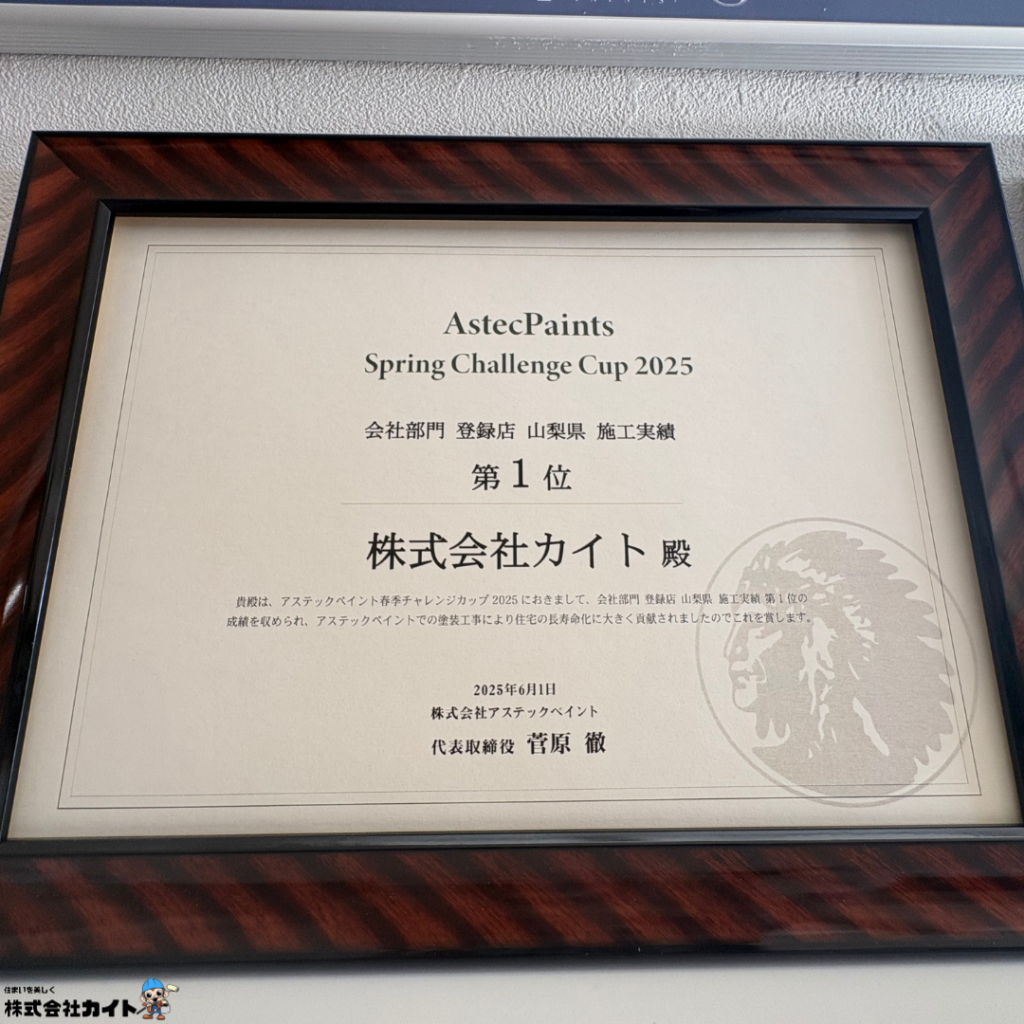 AstecPaints
Spring Challenge Cup 2025
会社部門 登録店 山梨県 施工実績
第1位
株式会社カイト 殿
貴殿は、アステックペイント春季チャレンジカップ2025におきまして、会社部門 登録店 山梨県 施工実績 第1位の
成績を収められ、アステックペイントでの塗装工事により住宅の長寿命化に大きく貢献されましたのでこれを賞します。
2025年6月1日
株式会社アステックペイント
代表取締役 菅原 徹
住まいを美しく
株式会社カイト